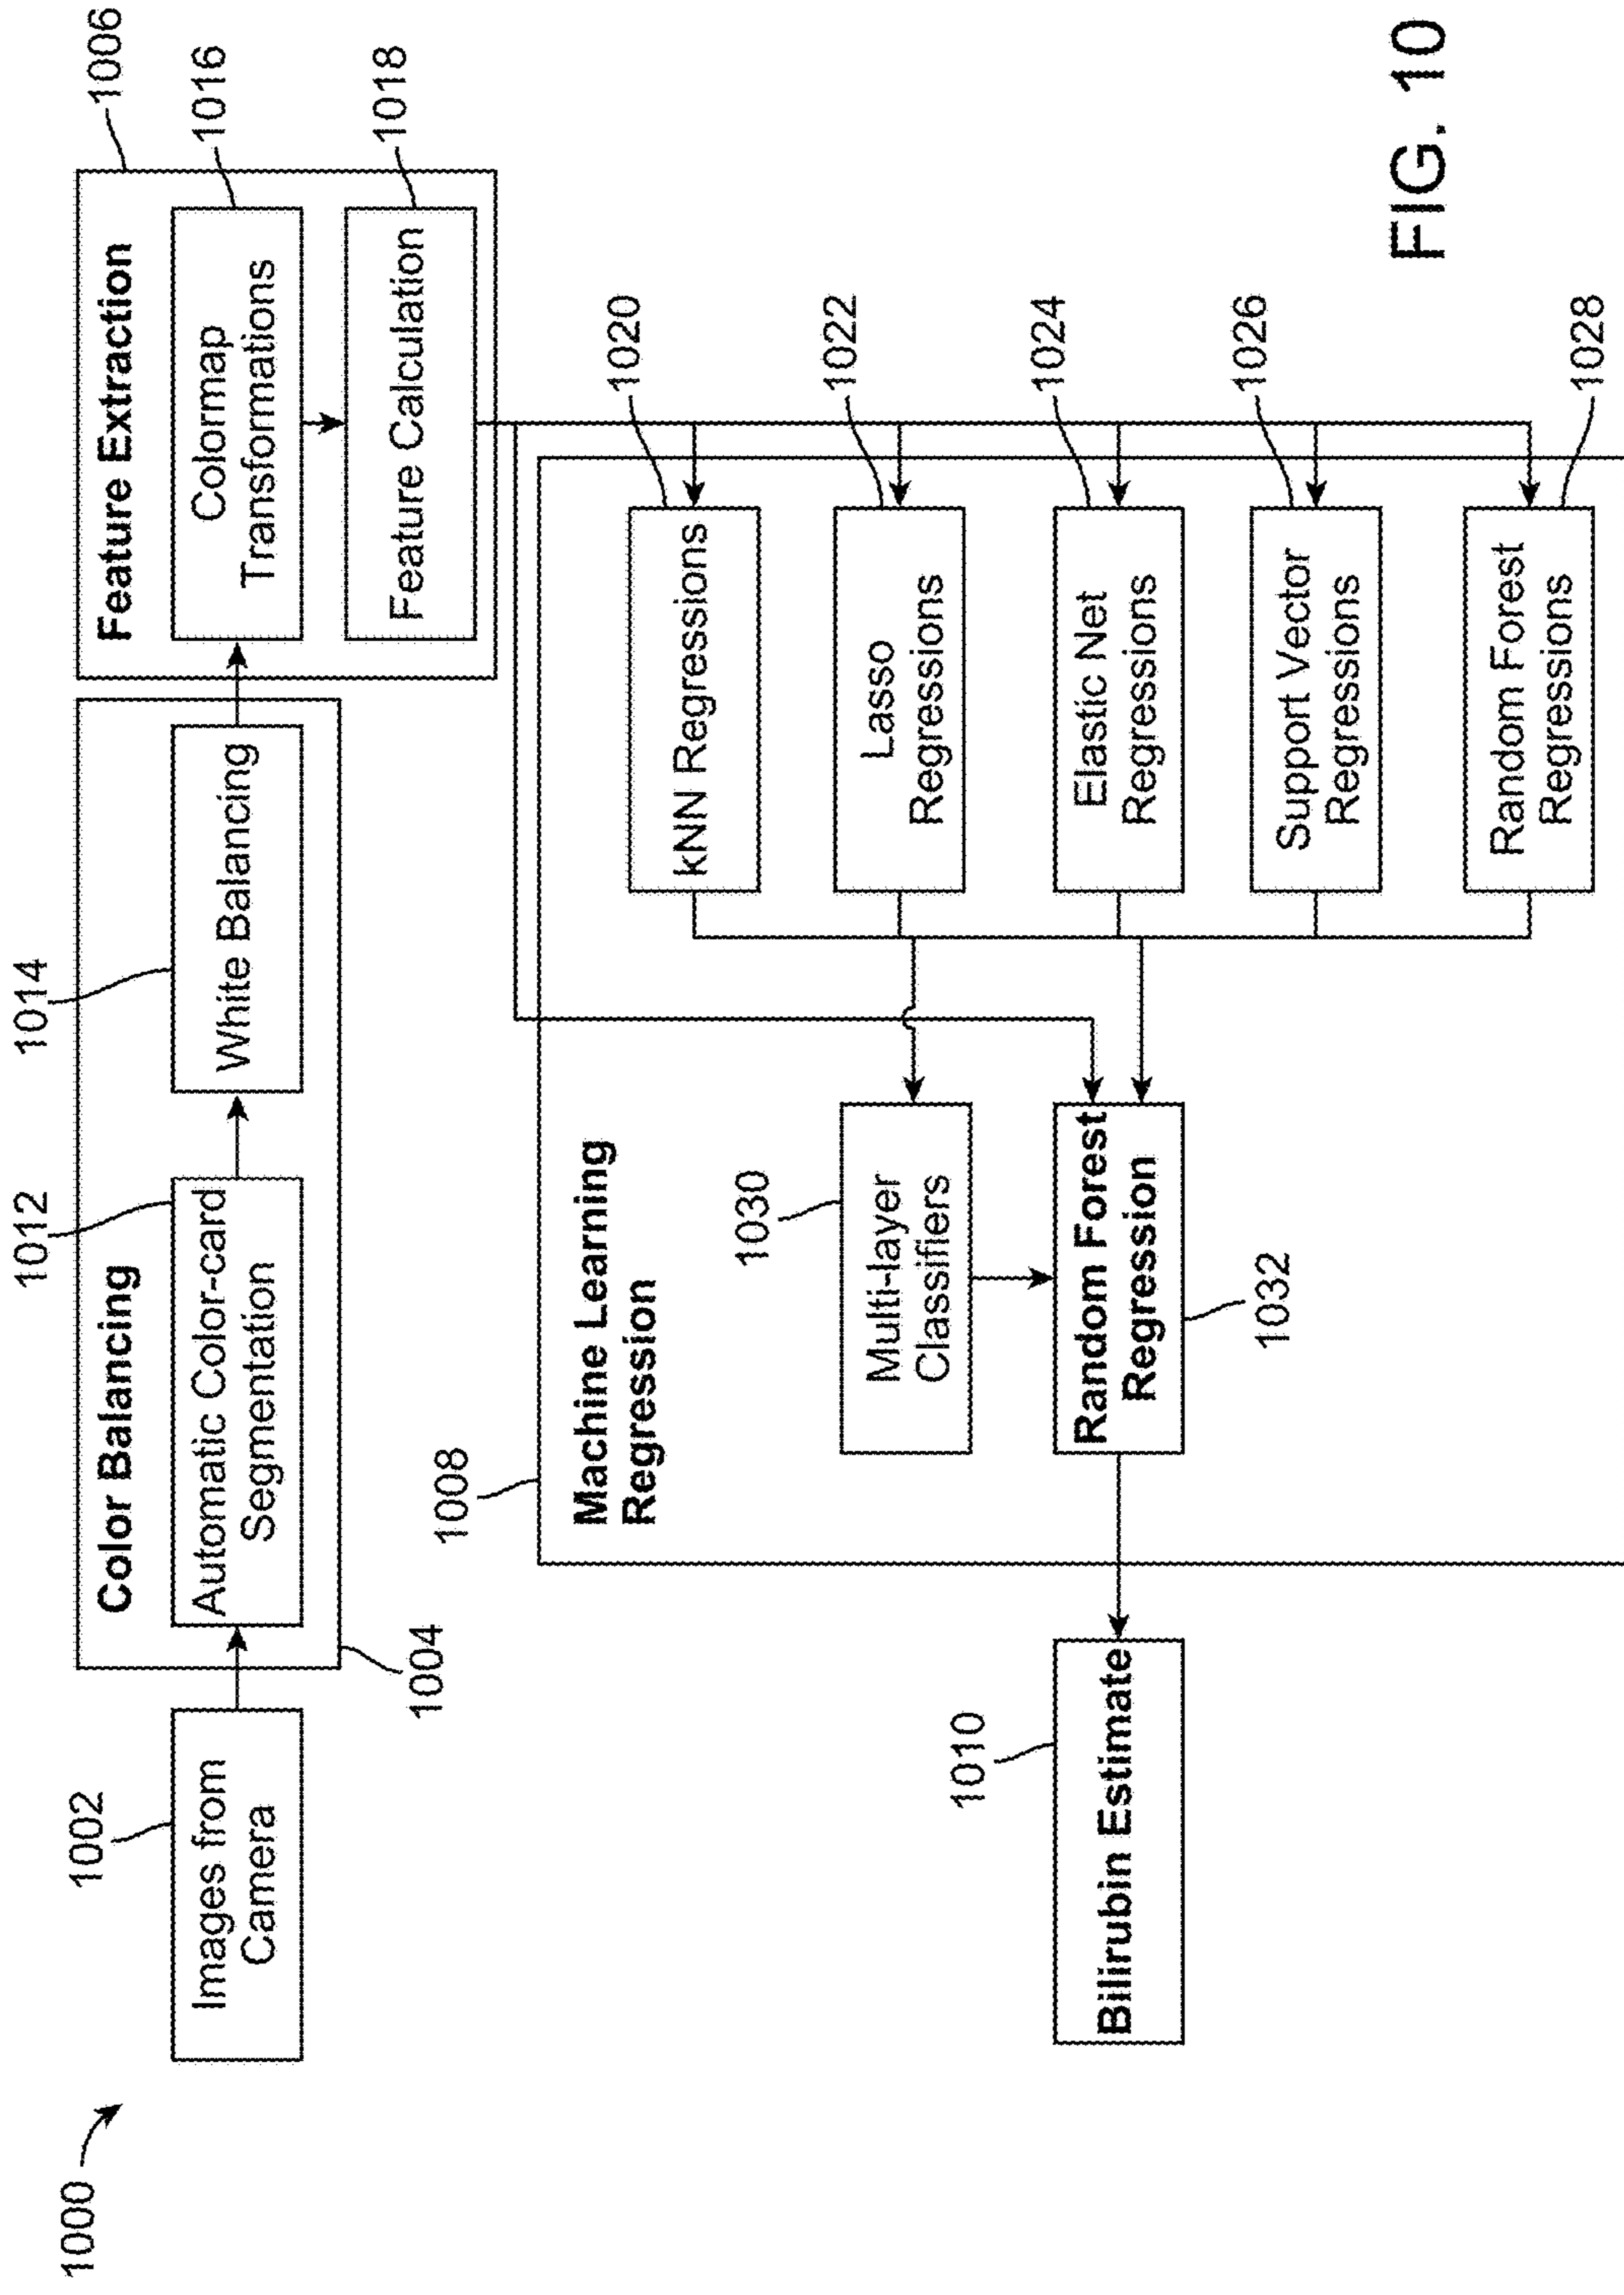 1000
1002
Images from
Camera
1004
Color Balancing
1012
Automatic Color-card
Segmentation
1014
White Balancing
1006
Feature Extraction
1016
Colormap
Transformations
1018
Feature Calculation
1008
Machine Learning
Regression
1020
kNN Regressions
1022
Lasso
Regressions
1024
Elastic Net
Regressions
1026
Support Vector
Regressions
1028
Random Forest
Regressions
1030
Multi-layer
Classifiers
Random Forest
Regression
1032
1010
Bilirubin Estimate
FIG. 10